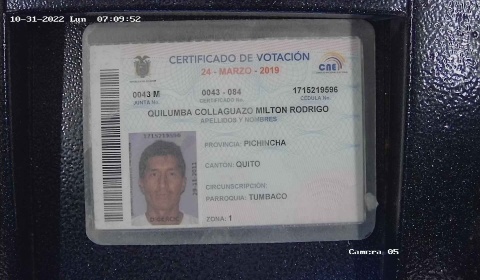 10-31-2022 Lun 07:09:52
CERTIFICADO DE VOTACIÓN
24 - MARZO - 2019
CNE
0043 M
JUNTA No.
0043 - 084
CERTIFICADO No.
1715219596
CÉDULA No.
QUILUMBA COLLAGUAZO MILTON RODRIGO
APELLIDOS Y NOMBRES
1715219596
PROVINCIA: PICHINCHA
CANTÓN: QUITO
CIRCUNSCRIPCIÓN:
PARROQUIA: TUMBACO
ZONA: 1
Camera 05